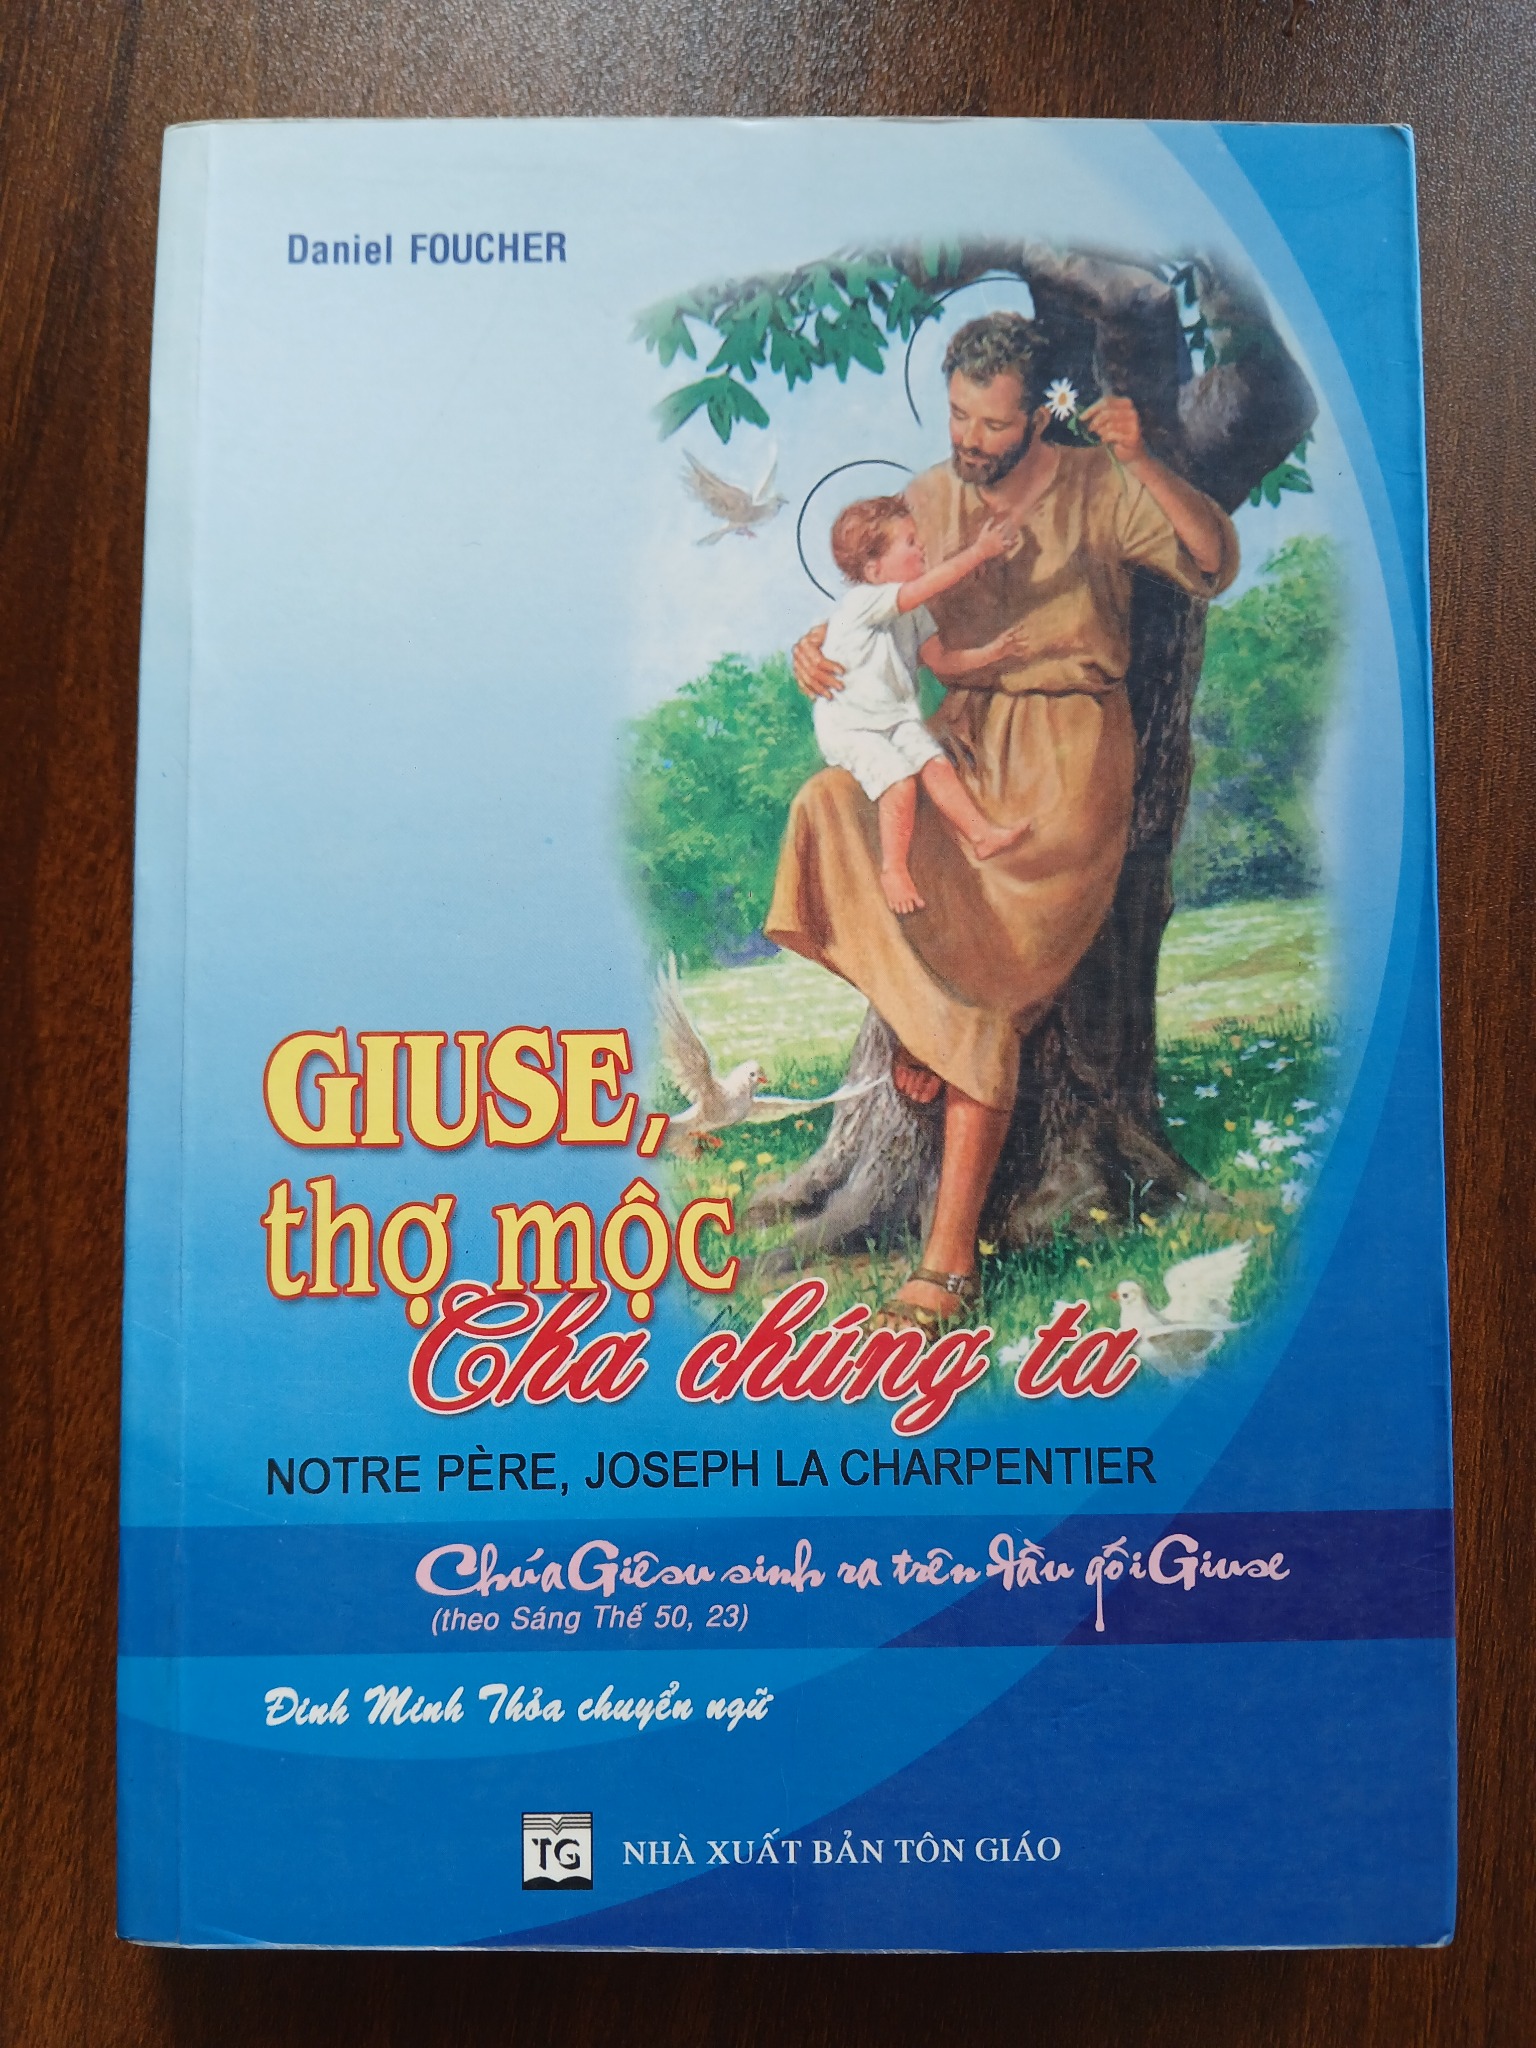 Daniel FOUCHER
GIUSE,
thợ mộc
Cha chúng ta
NOTRE PÈRE, JOSEPH LA CHARPENTIER
Chúa Giêsu sinh ra trên đầu gối Giuse
(theo Sáng Thế 50, 23)
Đinh Minh Thỏa chuyển ngữ
TG NHÀ XUẤT BẢN TÔN GIÁO